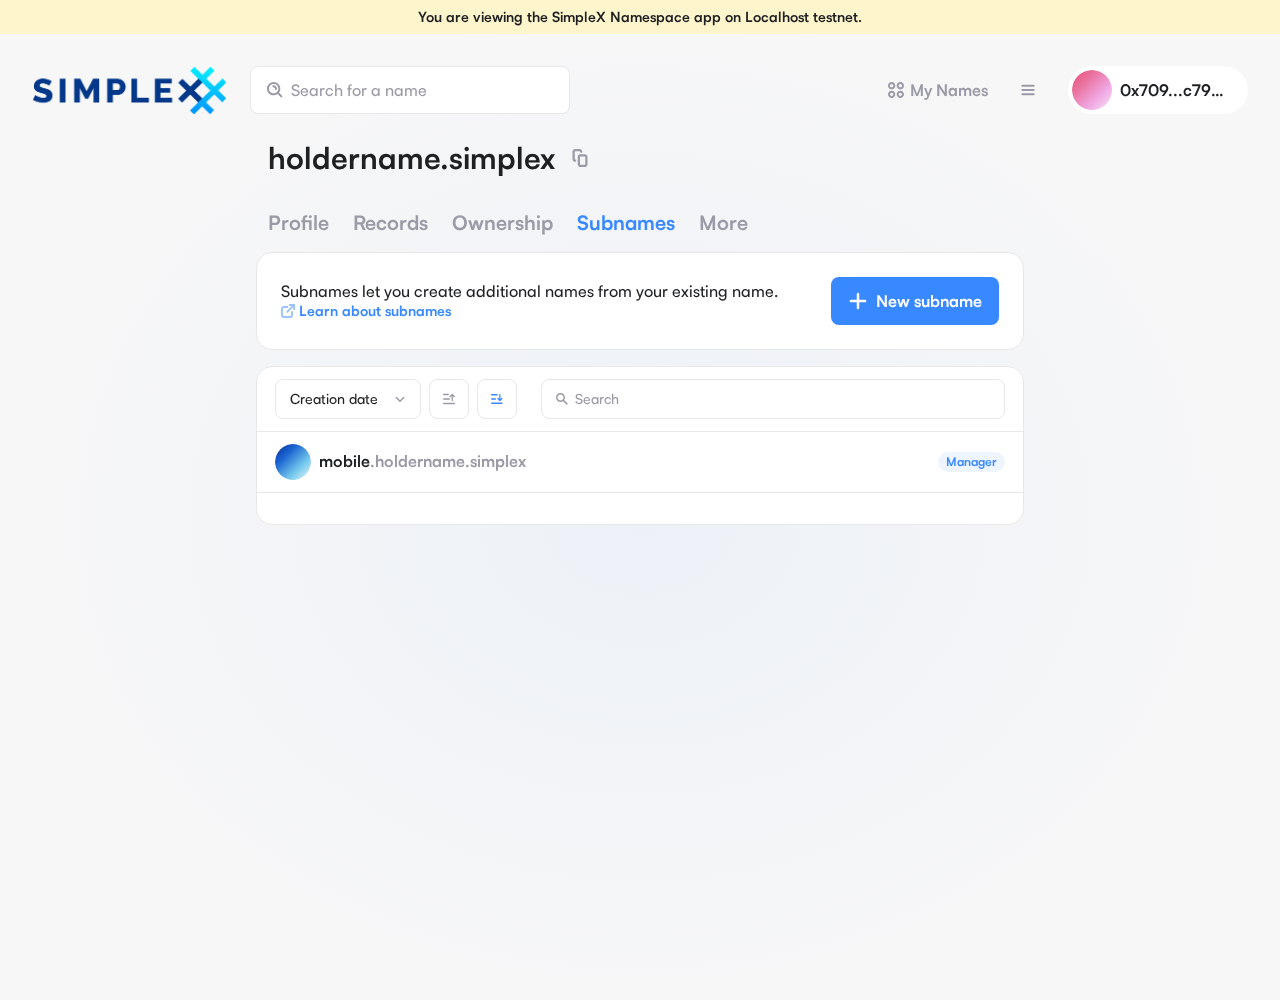 You are viewing the SimpleX Namespace app on Localhost testnet.
SIMPLEX
Search for a name
My Names
0x709...c79...
holdername.simplex
Profile Records Ownership Subnames More
Subnames let you create additional names from your existing name.
Learn about subnames
New subname
Creation date
Search
mobile.holdername.simplex
Manager